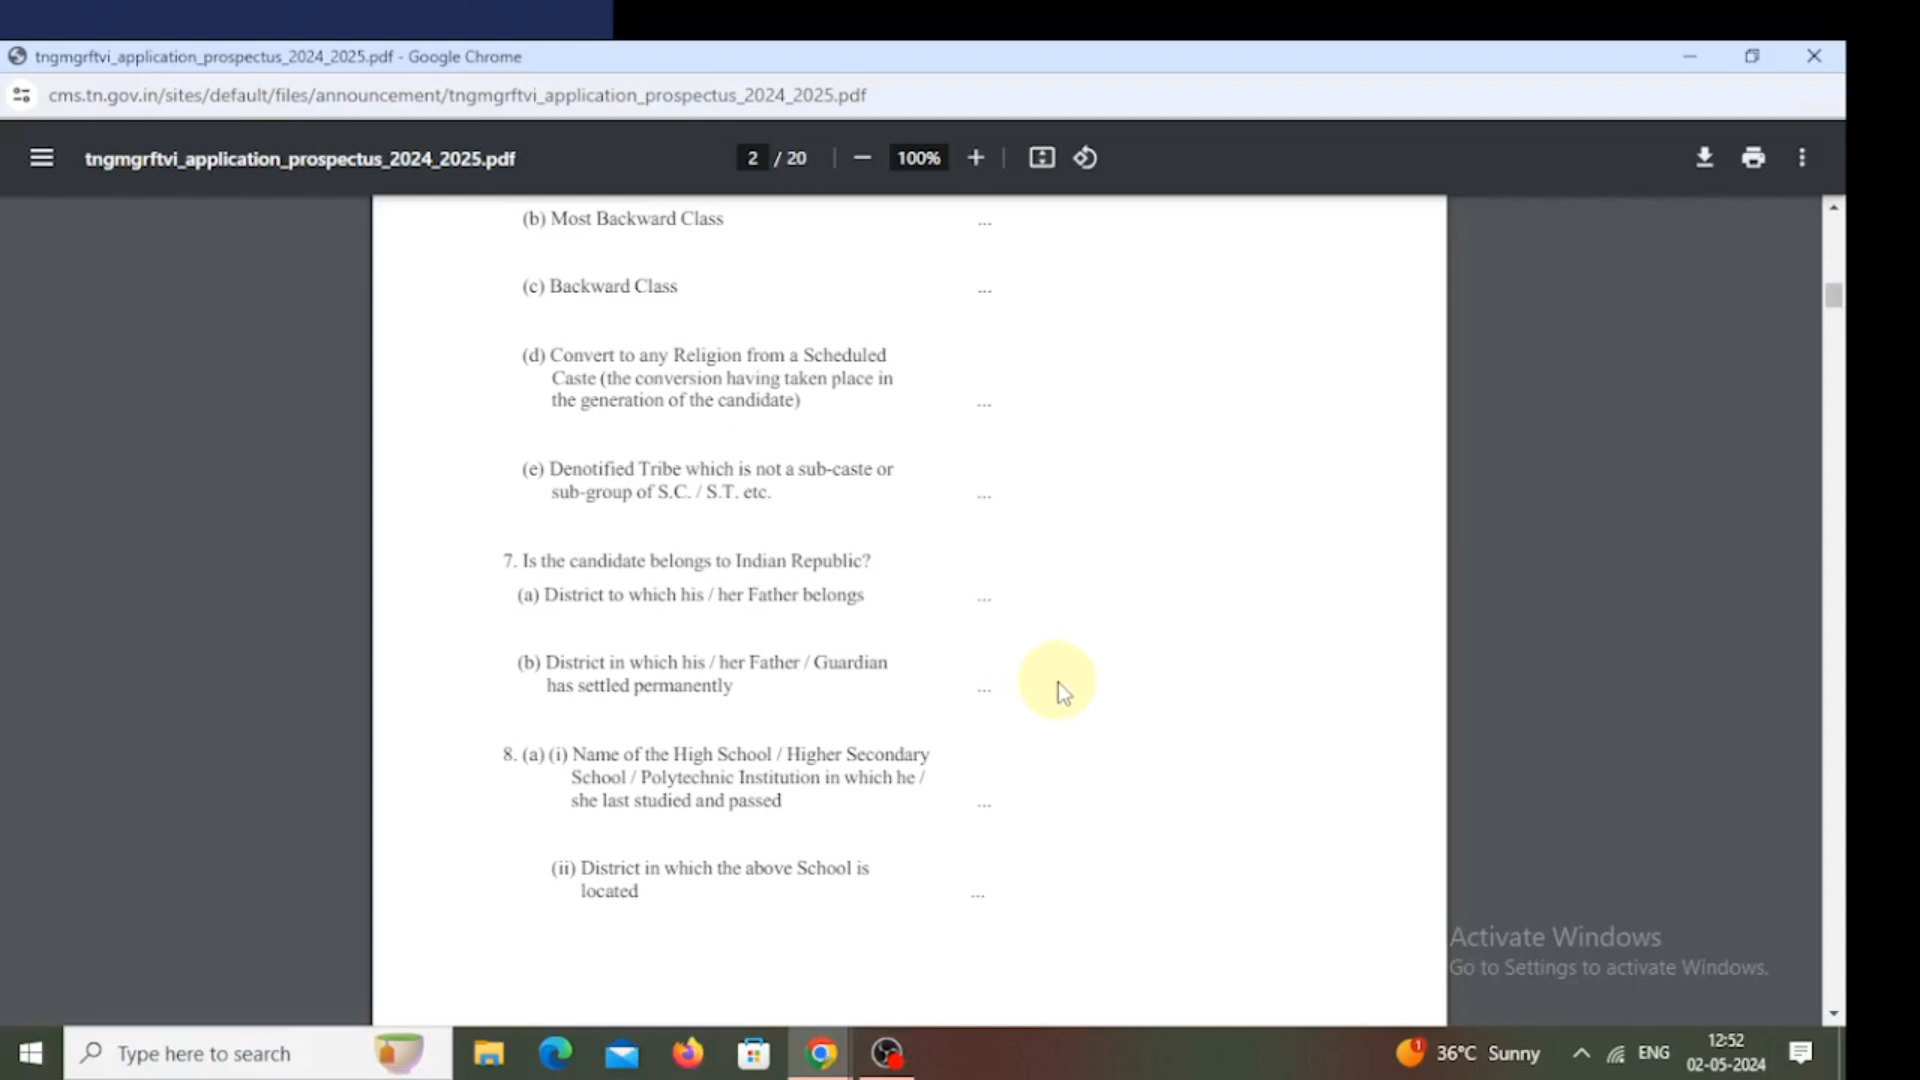 tngmgrftvi_application_prospectus_2024_2025.pdf - Google Chrome
cms.tn.gov.in/sites/default/files/announcement/tngmgrftvi_application_prospectus_2024_2025.pdf
tngmgrftvi_application_prospectus_2024_2025.pdf 2 / 20 100%
(b) Most Backward Class ...
(c) Backward Class ...
(d) Convert to any Religion from a Scheduled
Caste (the conversion having taken place in
the generation of the candidate) ...
(e) Denotified Tribe which is not a sub-caste or
sub-group of S.C. / S.T. etc. ...
7. Is the candidate belongs to Indian Republic?
(a) District to which his / her Father belongs ...
(b) District in which his / her Father / Guardian
has settled permanently ...
8. (a) (i) Name of the High School / Higher Secondary
School / Polytechnic Institution in which he /
she last studied and passed ...
(ii) District in which the above School is
located ...
Activate Windows
Go to Settings to activate Windows.
Type here to search
1 36°C Sunny ENG
12:52
02-05-2024